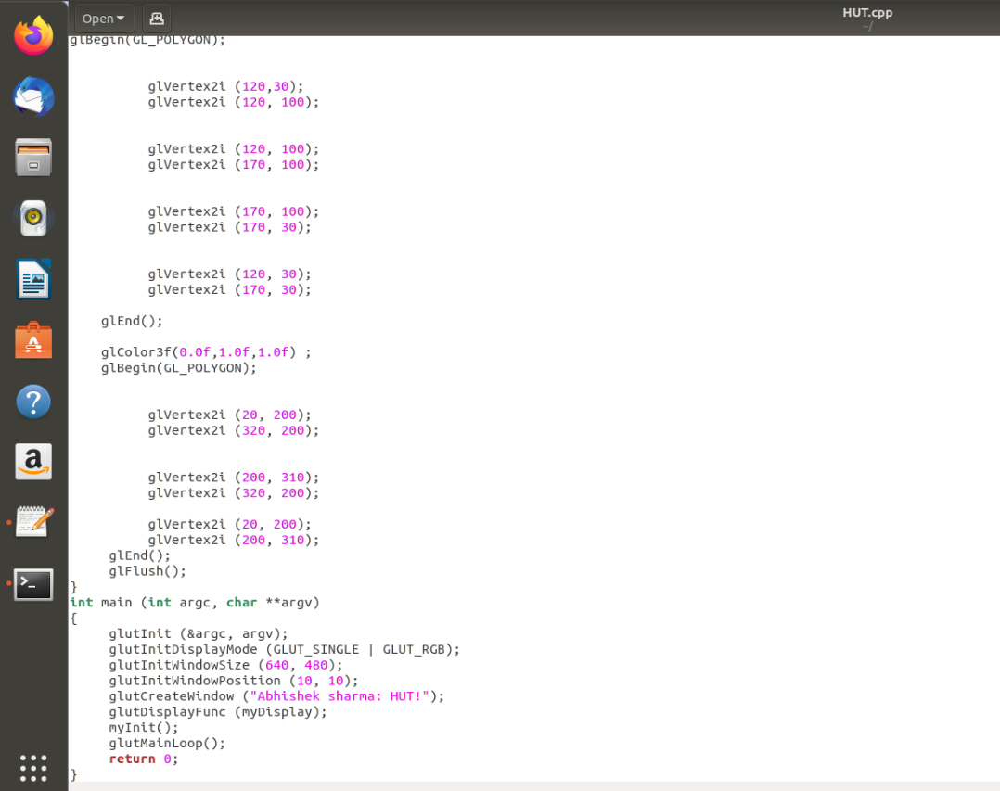 Open
HUT.cpp
~/
glBegin(GL_POLYGON);
glVertex2i (120,30);
glVertex2i (120, 100);
glVertex2i (120, 100);
glVertex2i (170, 100);
glVertex2i (170, 100);
glVertex2i (170, 30);
glVertex2i (120, 30);
glVertex2i (170, 30);
glEnd();
glColor3f(0.0f,1.0f,1.0f) ;
glBegin(GL_POLYGON);
glVertex2i (20, 200);
glVertex2i (320, 200);
glVertex2i (200, 310);
glVertex2i (320, 200);
glVertex2i (20, 200);
glVertex2i (200, 310);
glEnd();
glFlush();
}
int main (int argc, char **argv)
{
glutInit (&argc, argv);
glutInitDisplayMode (GLUT_SINGLE | GLUT_RGB);
glutInitWindowSize (640, 480);
glutInitWindowPosition (10, 10);
glutCreateWindow ("Abhishek sharma: HUT!");
glutDisplayFunc (myDisplay);
myInit();
glutMainLoop();
return 0;
}